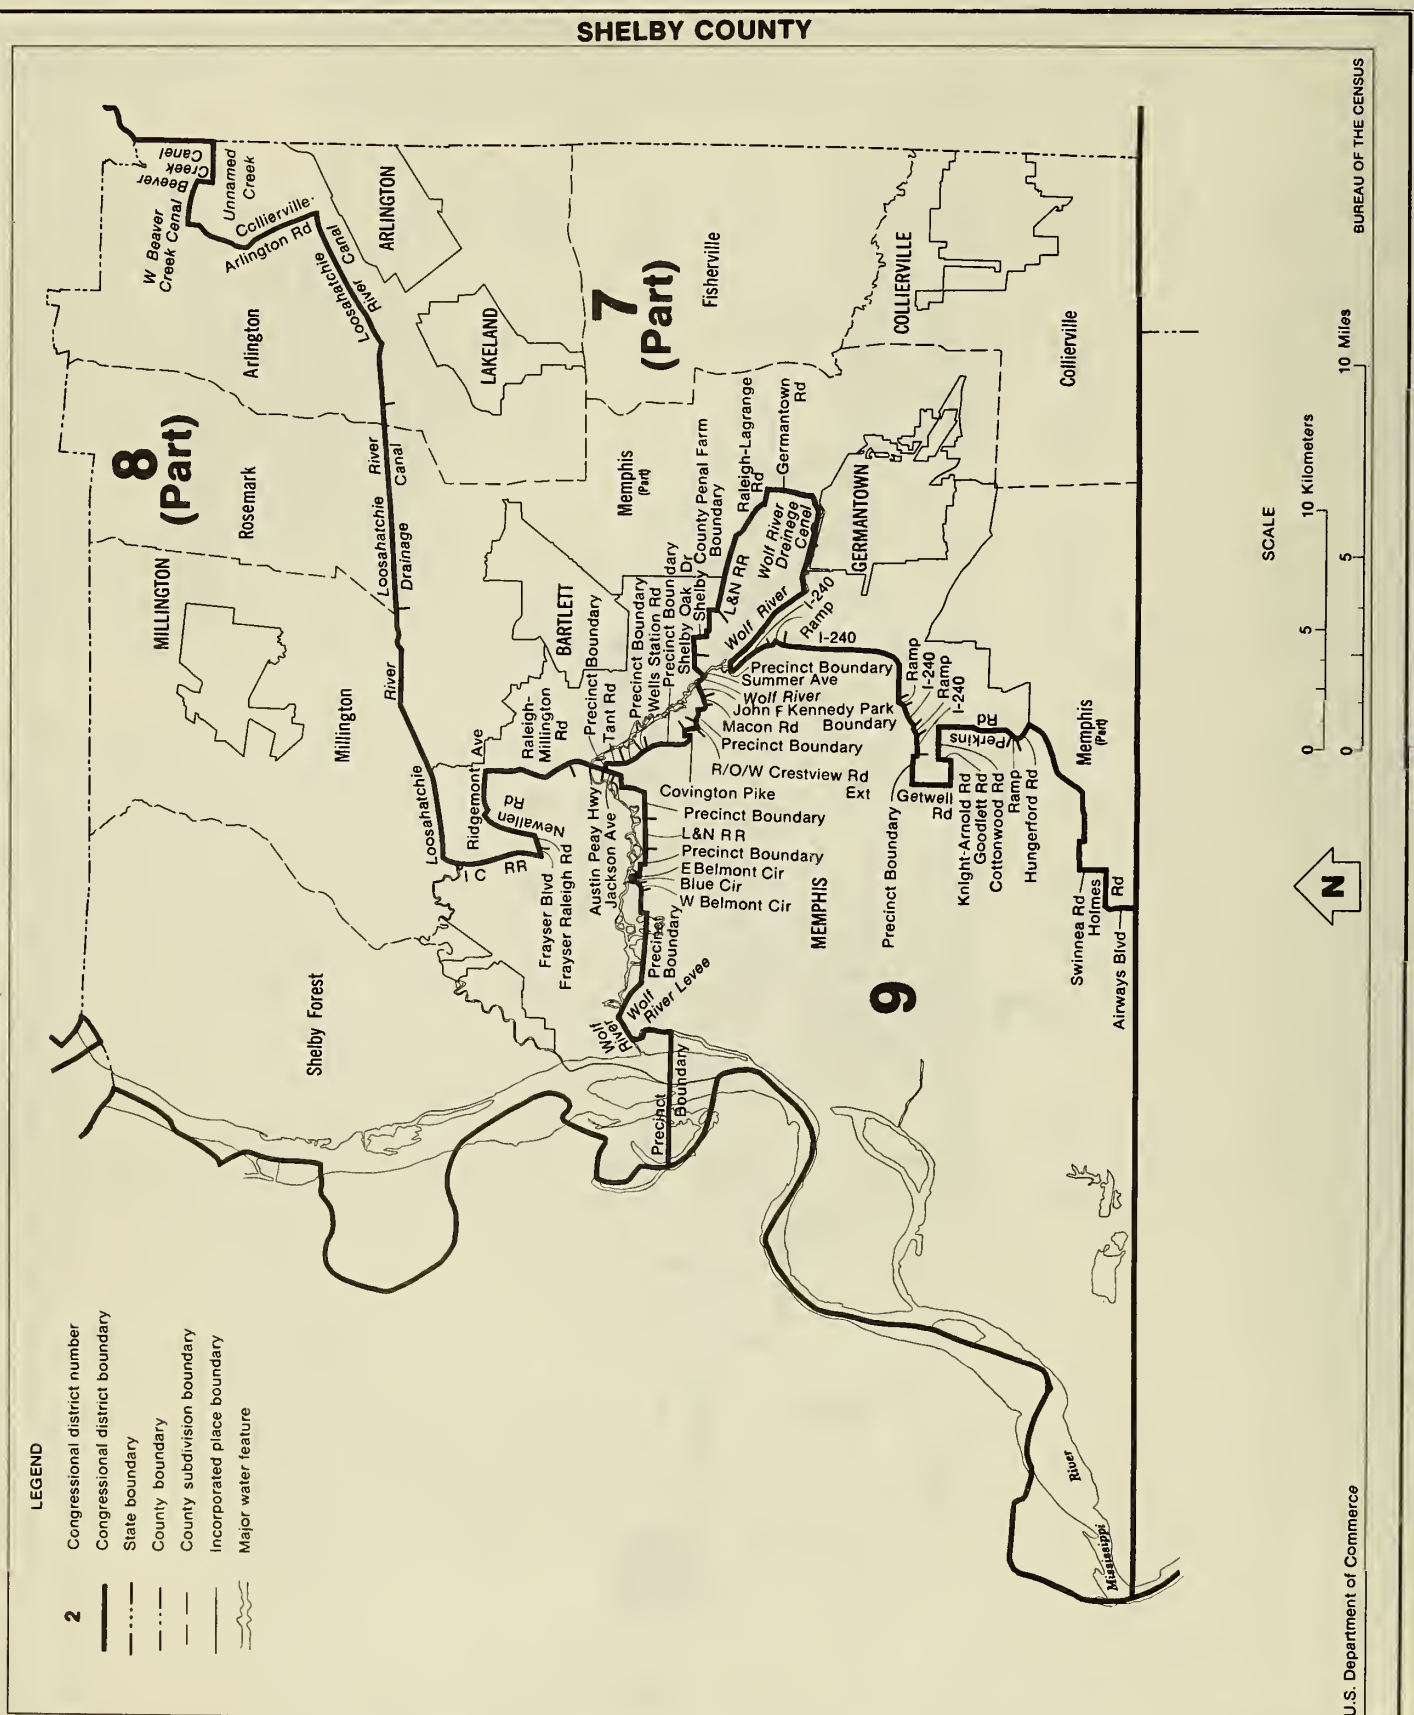 SHELBY COUNTY
LEGEND
2 Congressional district number
Congressional district boundary
State boundary
County boundary
County subdivision boundary
Incorporated place boundary
Major water feature
8
(Part)
7
(Part)
9
Beever
Creek
Canel
W Beaver
Creek Cenal
Unnamed
Creek
Collierville-
Arlington Rd
Loosahatchie
River Canal
ARLINGTON
Arlington
LAKELAND
Fisherville
COLLIERVILLE
Collierville
Rosemark
River
Canal
Loosahatchie
Drainage
MILLINGTON
Millington
River
Loosahatchie
Memphis
(Part)
BARTLETT
Raleigh-Lagrange
Rd
Germantown
Rd
Shelby County Penal Farm
Boundary
L&N RR
Wolf River
Drainege
Cenel
GERMANTOWN
Wolf River
I-240
Ramp
I-240
Shelby Oak Dr
Precinct Boundary
Wells Station Rd
Precinct Boundary
Tant Rd
Precinct Boundary
Raleigh-
Millington
Rd
Ridgemont Ave
Newallen
Rd
I C RR
Frayser Blvd
Frayser Raleigh Rd
Austin Peay Hwy
Jackson Ave
Precinct Boundary
Summer Ave
Wolf River
John F Kennedy Park
Boundary
Macon Rd
Precinct Boundary
R/O/W Crestview Rd
Ext
Covington Pike
Precinct Boundary
L&N RR
Precinct Boundary
E Belmont Cir
Blue Cir
W Belmont Cir
Precinct
Boundary
Wolf
River Levee
Wolf
River
Precinct
Boundary
Shelby Forest
MEMPHIS
Ramp
I-240
Ramp
I-240
Perkins
Rd
Getwell
Rd
Precinct Boundary
Knight-Arnold Rd
Goodlett Rd
Cottonwood Rd
Ramp
Hungerford Rd
Memphis
(Part)
Swinnea Rd
Holmes
Rd
Airways Blvd
Mississippi
River
N
SCALE
0 5 10 Kilometers
0 5 10 Miles
U.S. Department of Commerce
BUREAU OF THE CENSUS